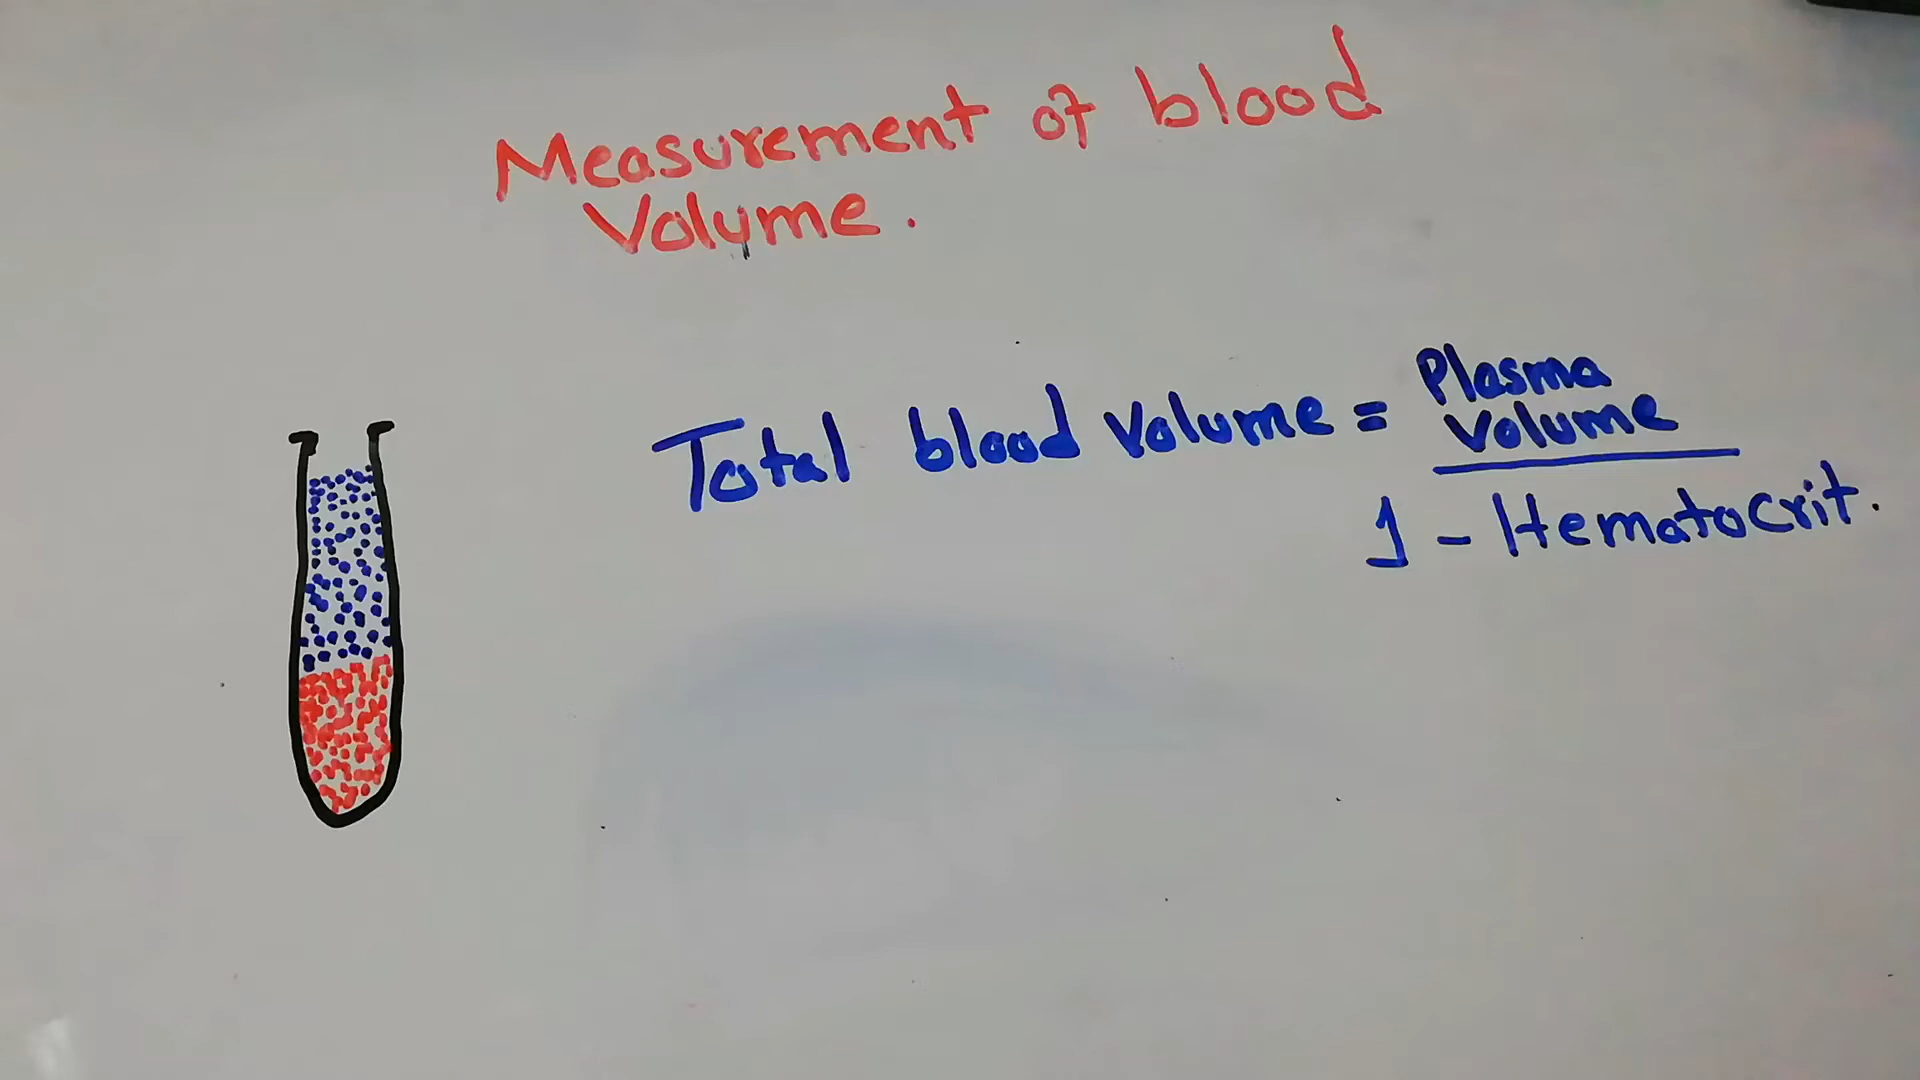 Measurement of blood
Volume.
Total blood Volume = Plasma
Volume
1 - Hematocrit.